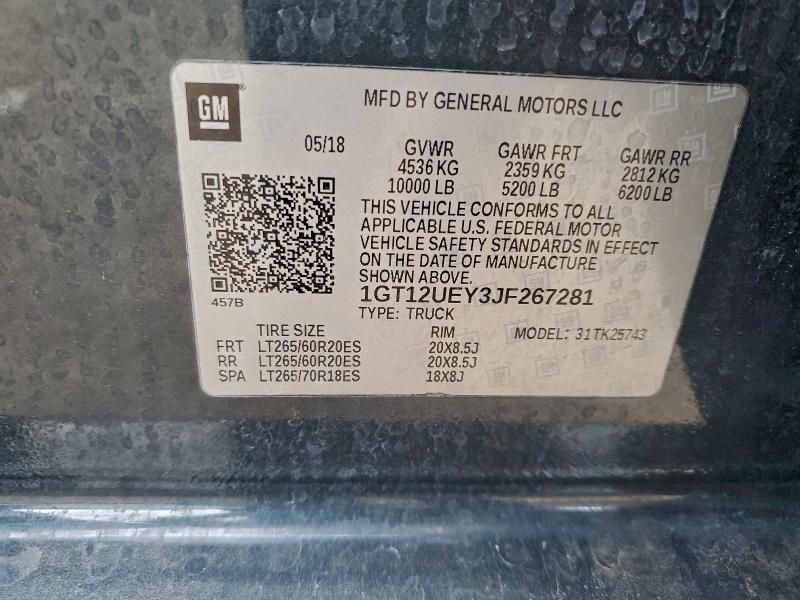 GM
MFD BY GENERAL MOTORS LLC
05/18
GVWR GAWR FRT GAWR RR
4536 KG 2359 KG 2812 KG
10000 LB 5200 LB 6200 LB
THIS VEHICLE CONFORMS TO ALL
APPLICABLE U.S. FEDERAL MOTOR
VEHICLE SAFETY STANDARDS IN EFFECT
ON THE DATE OF MANUFACTURE
SHOWN ABOVE.
457B
1GT12UEY3JF267281
TYPE: TRUCK
TIRE SIZE RIM MODEL: 31TK25743
FRT LT265/60R20ES 20X8.5J
RR LT265/60R20ES 20X8.5J
SPA LT265/70R18ES 18X8J